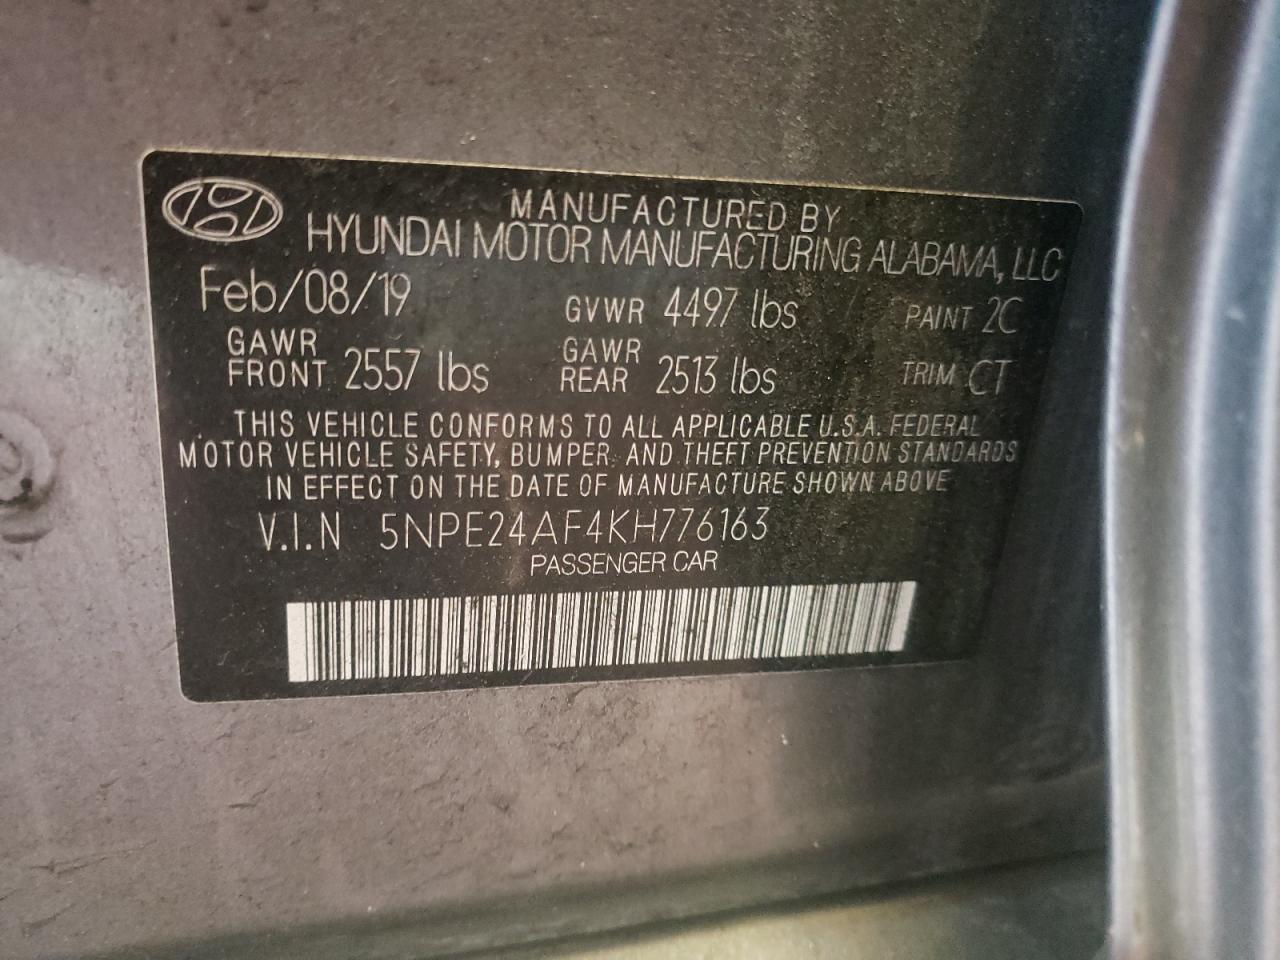 MANUFACTURED BY
HYUNDAI MOTOR MANUFACTURING ALABAMA, LLC
Feb/08/19 GVWR 4497 lbs PAINT 2C
GAWR FRONT 2557 lbs GAWR REAR 2513 lbs TRIM CT
THIS VEHICLE CONFORMS TO ALL APPLICABLE U.S.A. FEDERAL
MOTOR VEHICLE SAFETY, BUMPER AND THEFT PREVENTION STANDARDS
IN EFFECT ON THE DATE OF MANUFACTURE SHOWN ABOVE
V.I.N 5NPE24AF4KH776163
PASSENGER CAR